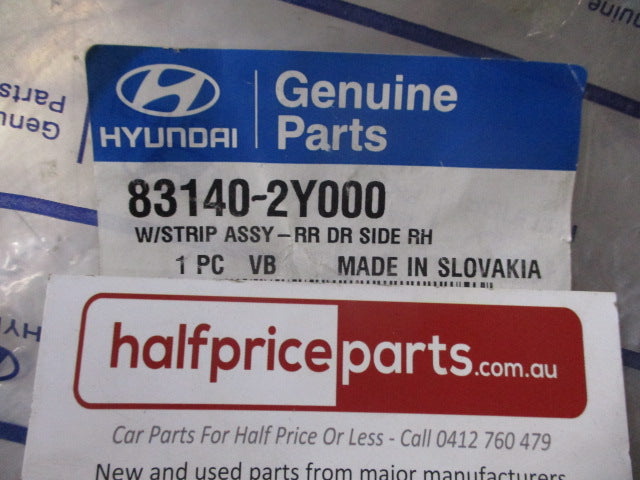 Genuine
Parts
HYUNDAI
Genuine
Parts
83140-2Y000
W/STRIP ASSY-RR DR SIDE RH
1 PC VB MADE IN SLOVAKIA
halfpriceparts.com.au
Car Parts For Half Price Or Less - Call 0412 760 479
New and used parts from major manufacturers